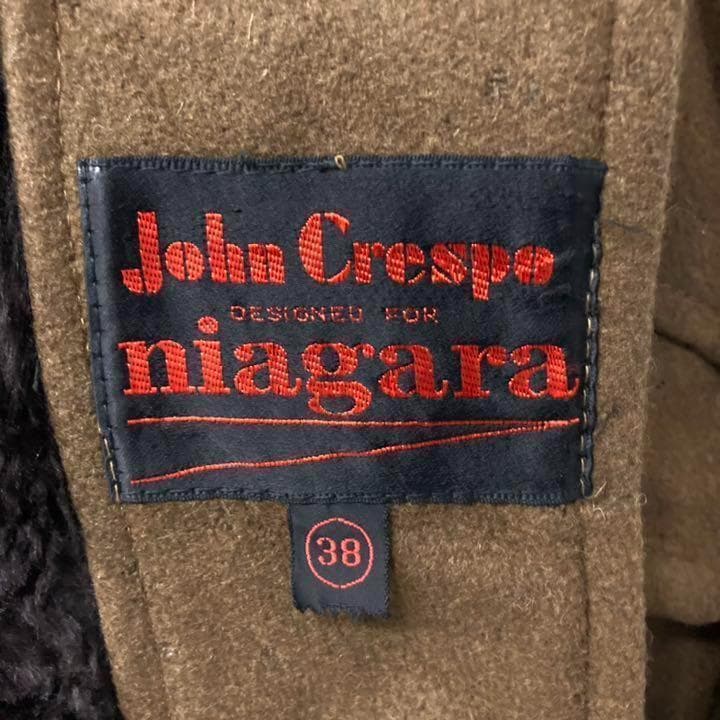 John Crespo
DESIGNED FOR
niagara
38